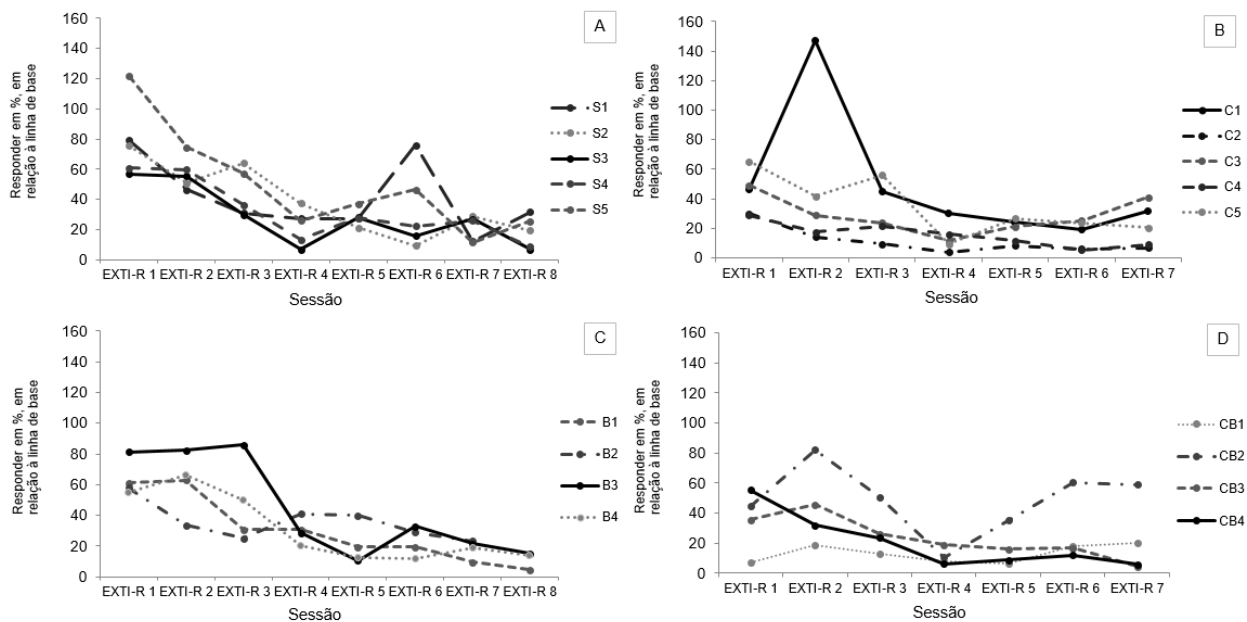 A
160
140
120
100
80
60
40
20
0
Responder em %, em
relação à linha de base
EXTI-R 1 EXTI-R 2 EXTI-R 3 EXTI-R 4 EXTI-R 5 EXTI-R 6 EXTI-R 7 EXTI-R 8
Sessão
S1
S2
S3
S4
S5
B
160
140
120
100
80
60
40
20
0
Responder em %, em
relação à linha de base
EXTI-R 1 EXTI-R 2 EXTI-R 3 EXTI-R 4 EXTI-R 5 EXTI-R 6 EXTI-R 7
Sessão
C1
C2
C3
C4
C5
C
160
140
120
100
80
60
40
20
0
Responder em %, em
relação à linha de base
EXTI-R 1 EXTI-R 2 EXTI-R 3 EXTI-R 4 EXTI-R 5 EXTI-R 6 EXTI-R 7 EXTI-R 8
Sessão
B1
B2
B3
B4
D
160
140
120
100
80
60
40
20
0
Responder em %, em
relação à linha de base
EXTI-R 1 EXTI-R 2 EXTI-R 3 EXTI-R 4 EXTI-R 5 EXTI-R 6 EXTI-R 7
Sessão
CB1
CB2
CB3
CB4